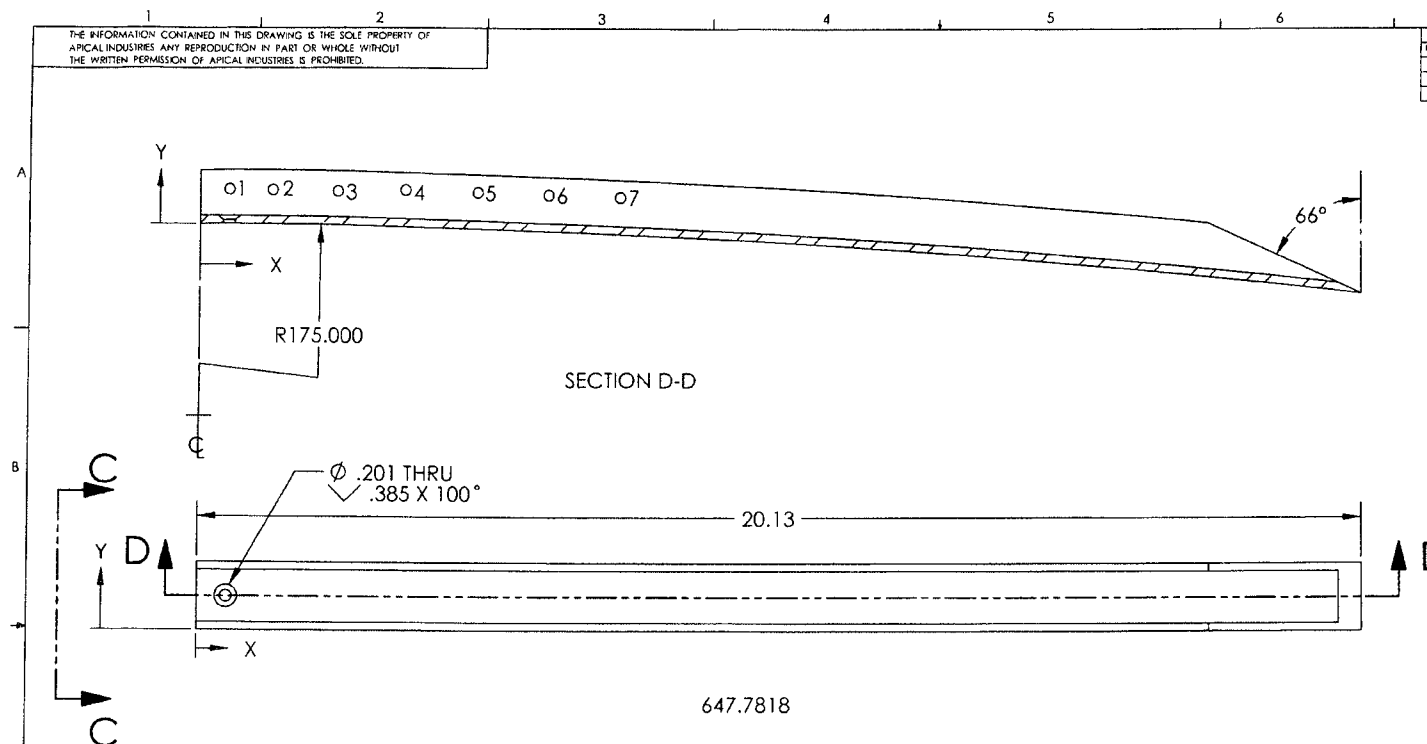 1 2 3 4 5 6
THE INFORMATION CONTAINED IN THIS DRAWING IS THE SOLE PROPERTY OF
APICAL INDUSTRIES ANY REPRODUCTION IN PART OR WHOLE WITHOUT
THE WRITTEN PERMISSION OF APICAL INDUSTRIES IS PROHIBITED.
A
Y
1 2 3 4 5 6 7
66°
X
R175.000
SECTION D-D
℄
B
C
Ø .201 THRU
.385 X 100°
20.13
Y D
X
647.7818
C